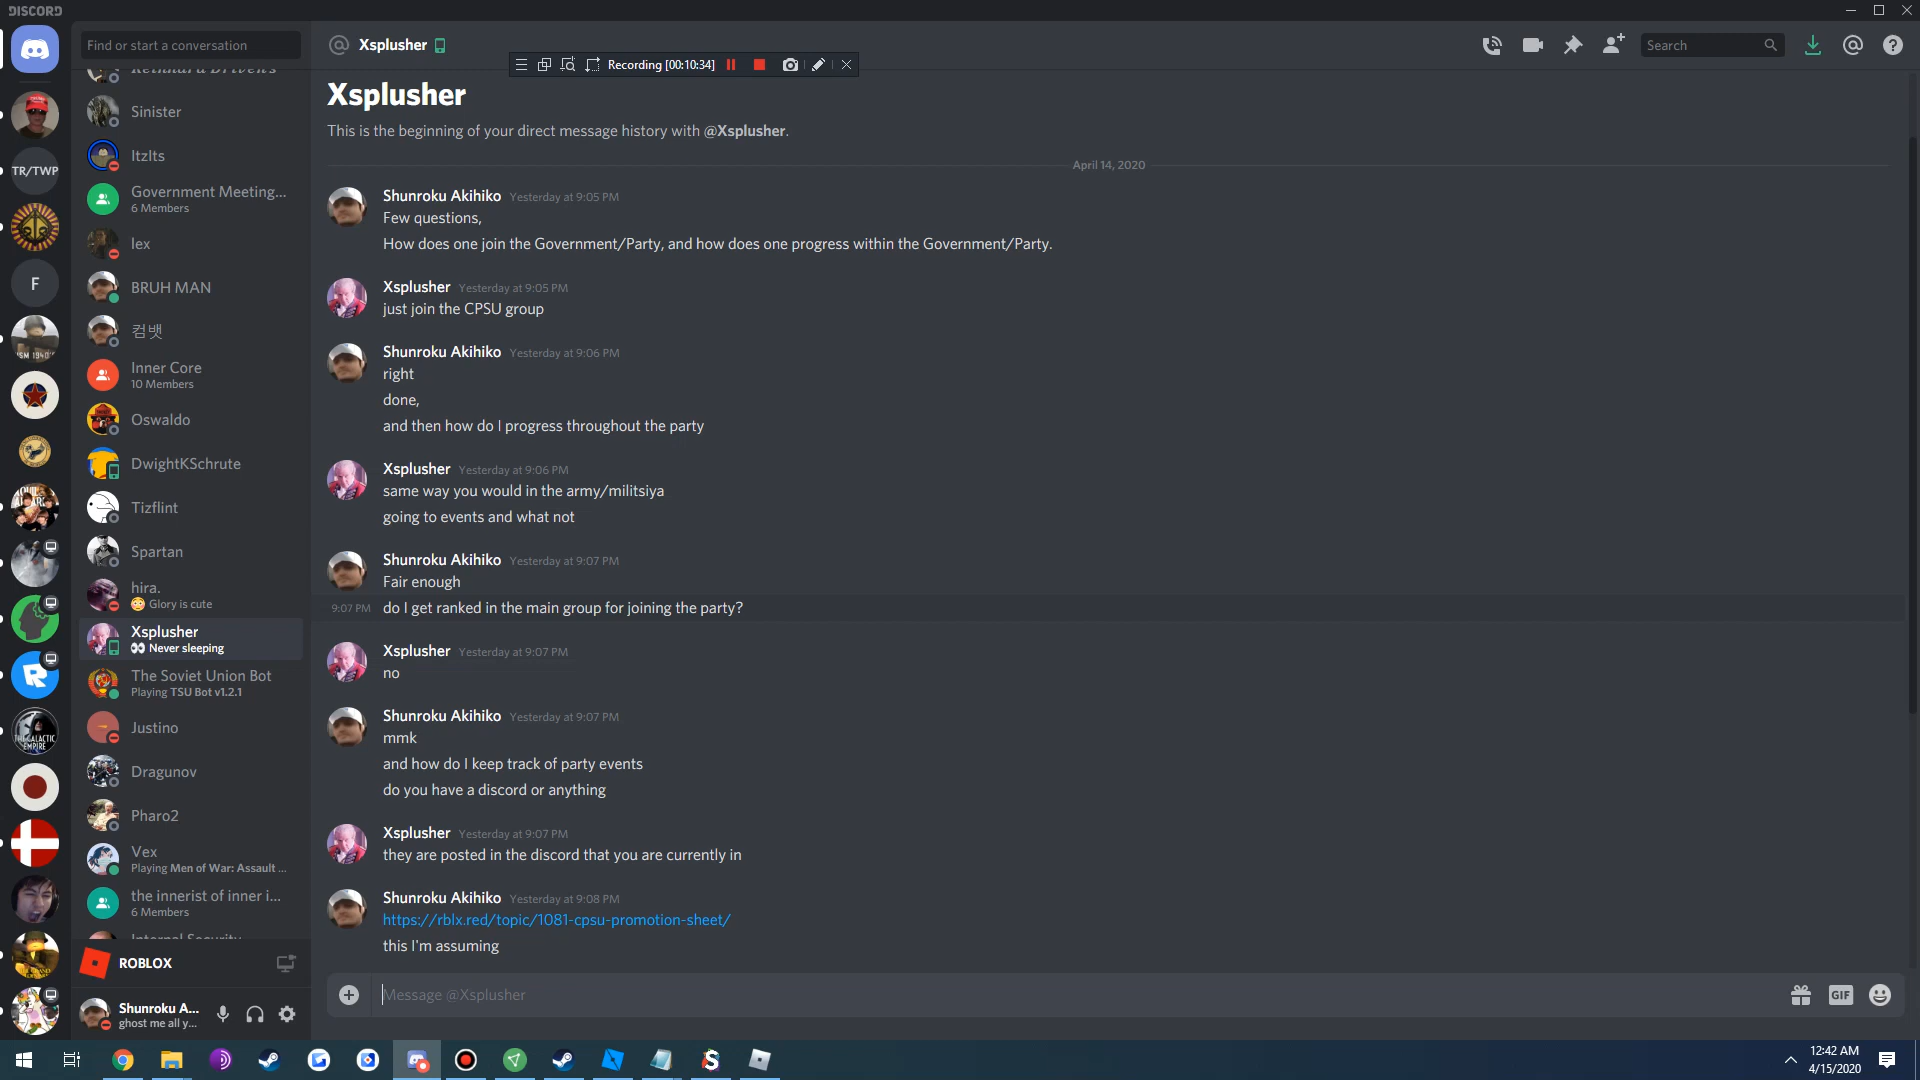 DISCORD
Find or start a conversation
Xsplusher
Search
Recording [00:10:34]
TR/TWP
F
THE GALACTIC
EMPIRE
Sinister
ItzIts
Government Meeting...
6 Members
lex
BRUH MAN
컴뱃
Inner Core
10 Members
Oswaldo
DwightKSchrute
Tizflint
Spartan
hira.
😳 Glory is cute
Xsplusher
👀 Never sleeping
The Soviet Union Bot
Playing TSU Bot v1.2.1
Justino
Dragunov
Pharo2
Vex
Playing Men of War: Assault ...
the innerist of inner i...
6 Members
Internal Security
ROBLOX
Shunroku A...
ghost me all y...
Xsplusher
This is the beginning of your direct message history with @Xsplusher.
April 14, 2020
Shunroku Akihiko Yesterday at 9:05 PM
Few questions,
How does one join the Government/Party, and how does one progress within the Government/Party.
Xsplusher Yesterday at 9:05 PM
just join the CPSU group
Shunroku Akihiko Yesterday at 9:06 PM
right
done,
and then how do I progress throughout the party
Xsplusher Yesterday at 9:06 PM
same way you would in the army/militsiya
going to events and what not
Shunroku Akihiko Yesterday at 9:07 PM
Fair enough
9:07 PM do I get ranked in the main group for joining the party?
Xsplusher Yesterday at 9:07 PM
no
Shunroku Akihiko Yesterday at 9:07 PM
mmk
and how do I keep track of party events
do you have a discord or anything
Xsplusher Yesterday at 9:07 PM
they are posted in the discord that you are currently in
Shunroku Akihiko Yesterday at 9:08 PM
https://rblx.red/topic/1081-cpsu-promotion-sheet/
this I'm assuming
Message @Xsplusher
GIF
12:42 AM
4/15/2020